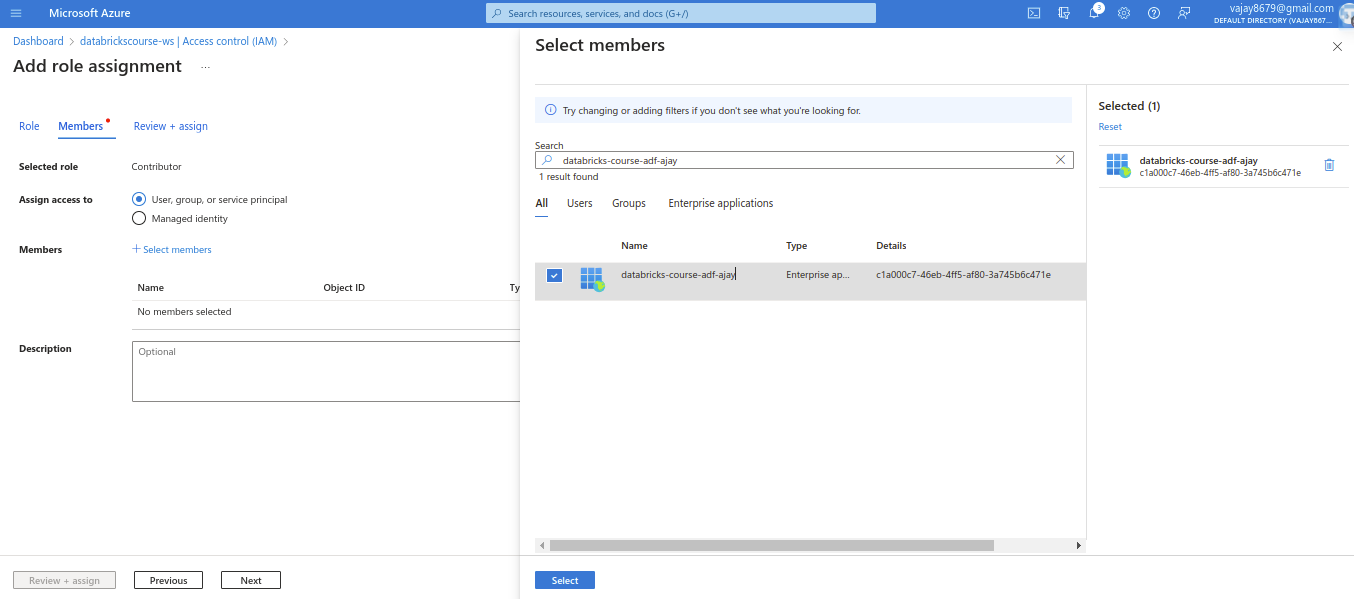 Microsoft Azure
Search resources, services, and docs (G+/)
3
vajay8679@gmail.com
DEFAULT DIRECTORY (VAJAY867...
Dashboard > databrickscourse-ws | Access control (IAM) >
Add role assignment ...
Role Members Review + assign
Selected role Contributor
Assign access to User, group, or service principal
Managed identity
Members + Select members
Name Object ID Ty
No members selected
Description Optional
Review + assign Previous Next
Select members
Try changing or adding filters if you don't see what you're looking for.
Search
databricks-course-adf-ajay
1 result found
All Users Groups Enterprise applications
Name Type Details
databricks-course-adf-ajay Enterprise ap... c1a000c7-46eb-4ff5-af80-3a745b6c471e
Select
Selected (1)
Reset
databricks-course-adf-ajay
c1a000c7-46eb-4ff5-af80-3a745b6c471e